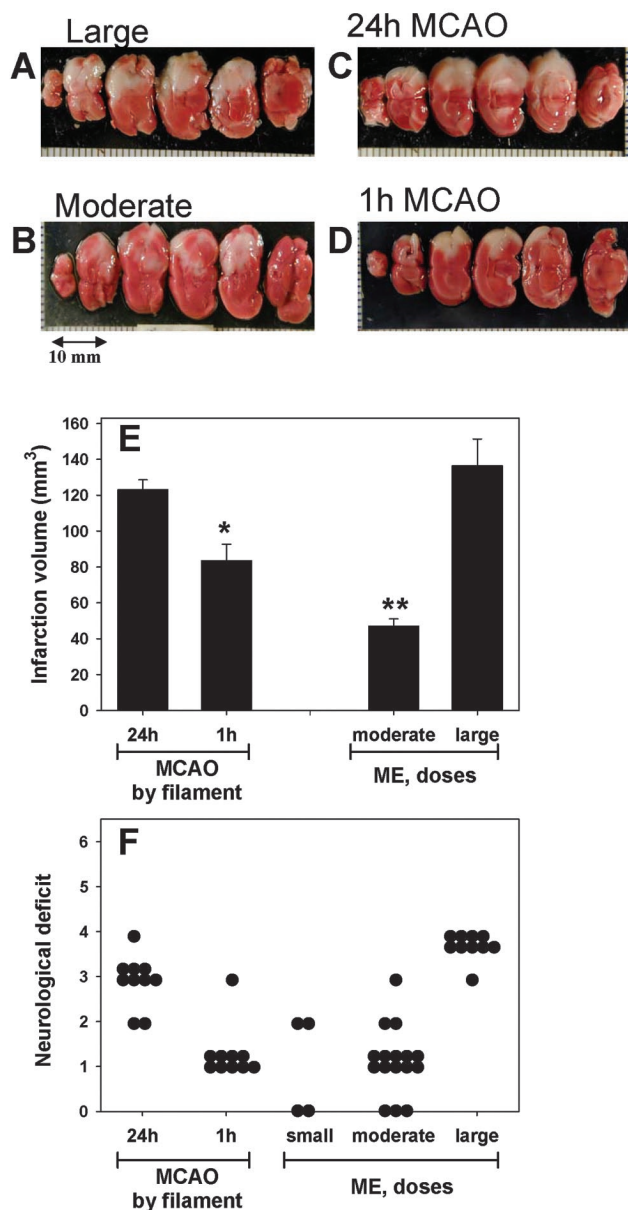 Large
24h MCAO
A
C
Moderate
1h MCAO
B
D
10 mm
E
Infarction volume (mm³)
160
140
120
100
80
60
40
20
0
*
**
24h 1h moderate large
MCAO
by filament
ME, doses
F
Neurological deficit
6
5
4
3
2
1
0
24h 1h small moderate large
MCAO
by filament
ME, doses